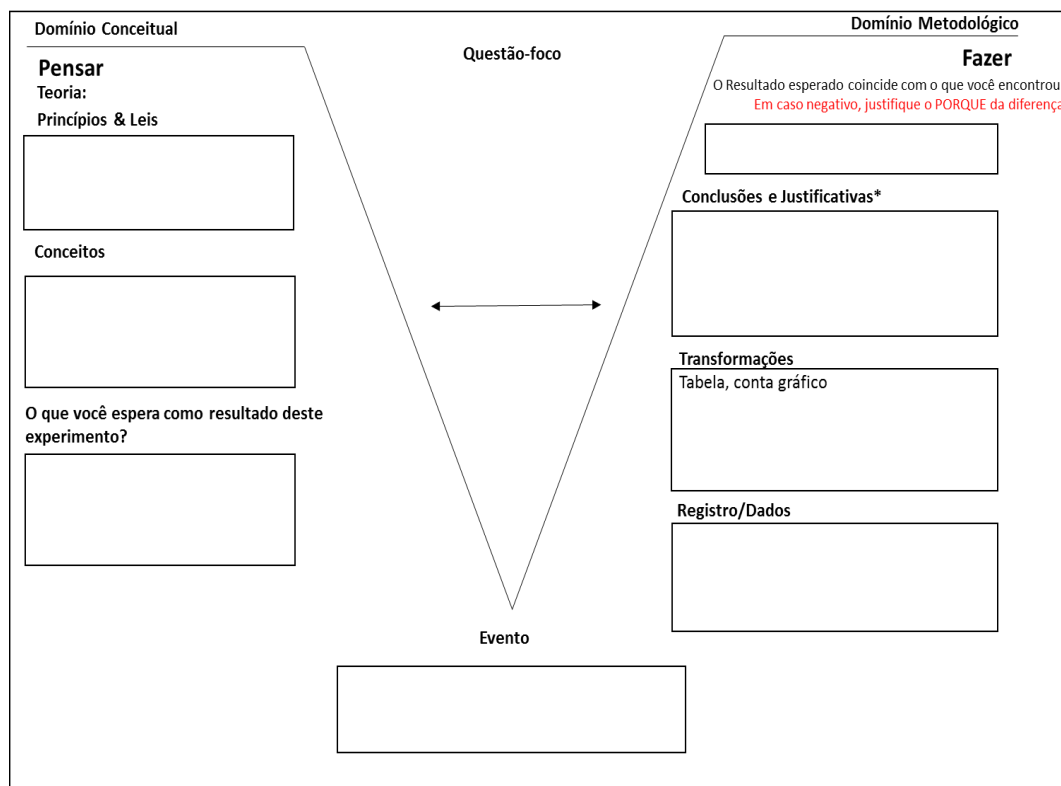 Domínio Conceitual
Pensar
Teoria:
Princípios & Leis
Conceitos
O que você espera como resultado deste
experimento?
Questão-foco
Evento
Domínio Metodológico
Fazer
O Resultado esperado coincide com o que você encontrou
Em caso negativo, justifique o PORQUE da diferença
Conclusões e Justificativas*
Transformações
Tabela, conta gráfico
Registro/Dados